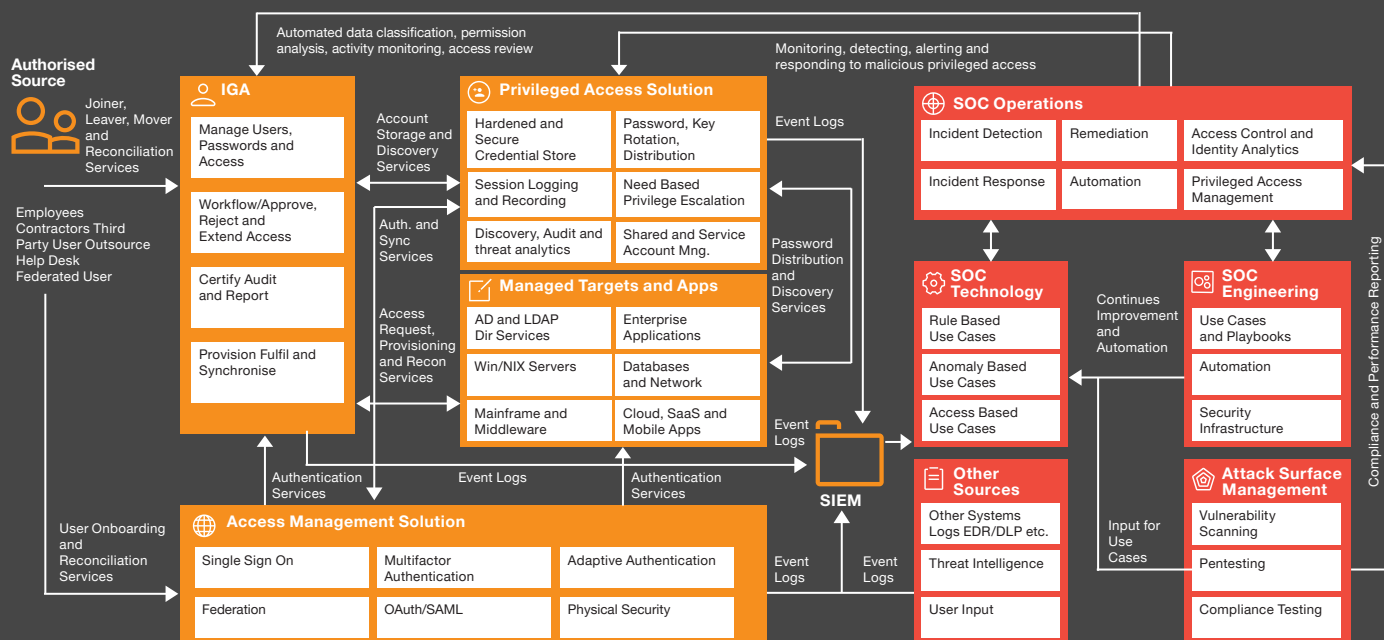 Automated data classification, permission
analysis, activity monitoring, access review
Monitoring, detecting, alerting and
responding to malicious privileged access
Authorised
Source
Joiner,
Leaver, Mover
and
Reconciliation
Services
Employees
Contractors Third
Party User Outsource
Help Desk
Federated User
User Onboarding
and
Reconciliation
Services
IGA
Manage Users,
Passwords and
Access
Workflow/Approve,
Reject and
Extend Access
Certify Audit
and Report
Provision Fulfil and
Synchronise
Account
Storage and
Discovery
Services
Auth. and
Sync
Services
Access
Request,
Provisioning
and Recon
Services
Privileged Access Solution
Hardened and
Secure
Credential Store
Password, Key
Rotation,
Distribution
Session Logging
and Recording
Need Based
Privilege Escalation
Discovery, Audit and
threat analytics
Shared and Service
Account Mng.
Managed Targets and Apps
AD and LDAP
Dir Services
Enterprise
Applications
Win/NIX Servers
Databases
and Network
Mainframe and
Middleware
Cloud, SaaS and
Mobile Apps
Event Logs
Password
Distribution
and
Discovery
Services
Event
Logs
SIEM
Authentication
Services
Event Logs
Authentication
Services
Access Management Solution
Single Sign On
Multifactor
Authentication
Adaptive Authentication
Federation
OAuth/SAML
Physical Security
Event
Logs
Event
Logs
SOC Operations
Incident Detection
Remediation
Access Control and
Identity Analytics
Incident Response
Automation
Privileged Access
Management
SOC
Technology
Rule Based
Use Cases
Anomaly Based
Use Cases
Access Based
Use Cases
Continues
Improvement
and
Automation
SOC
Engineering
Use Cases
and Playbooks
Automation
Security
Infrastructure
Other
Sources
Other Systems
Logs EDR/DLP etc.
Threat Intelligence
User Input
Input for
Use
Cases
Attack Surface
Management
Vulnerability
Scanning
Pentesting
Compliance Testing
Compliance and Performance Reporting